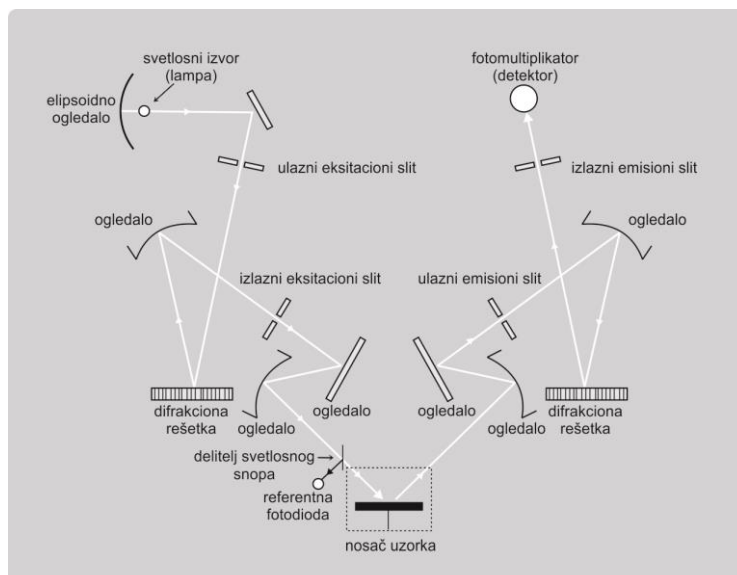 svetlosni izvor
(lampa)
fotomultiplikator
(detektor)
elipsoidno
ogledalo
ulazni eksitacioni slit
izlazni emisioni slit
ogledalo
ogledalo
izlazni eksitacioni slit
ulazni emisioni slit
difrakciona
rešetka
ogledalo
ogledalo
ogledalo
ogledalo
difrakciona
rešetka
delitelj svetlosnog
snopa
referentna
fotodioda
nosač uzorka